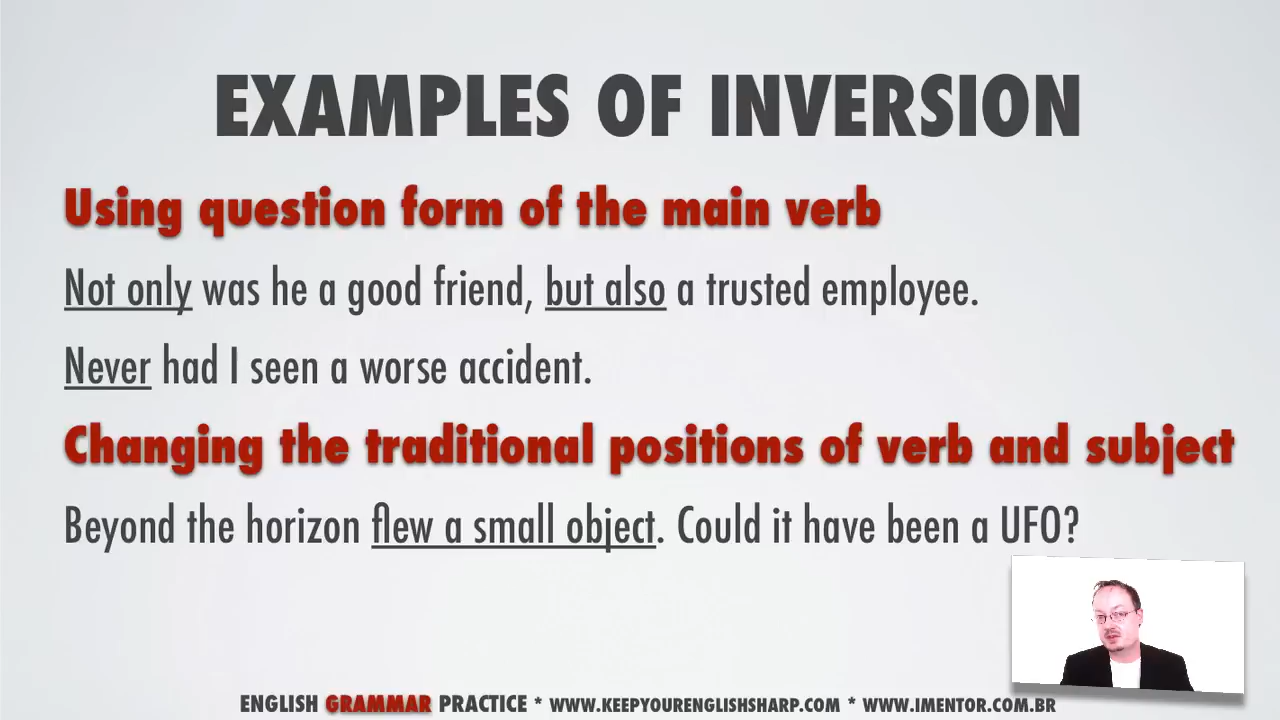 EXAMPLES OF INVERSION
Using question form of the main verb
Not only was he a good friend, but also a trusted employee.
Never had I seen a worse accident.
Changing the traditional positions of verb and subject
Beyond the horizon flew a small object. Could it have been a UFO?
ENGLISH GRAMMAR PRACTICE * WWW.KEEPYOURENGLISHSHARP.COM * WWW.IMENTOR.COM.BR